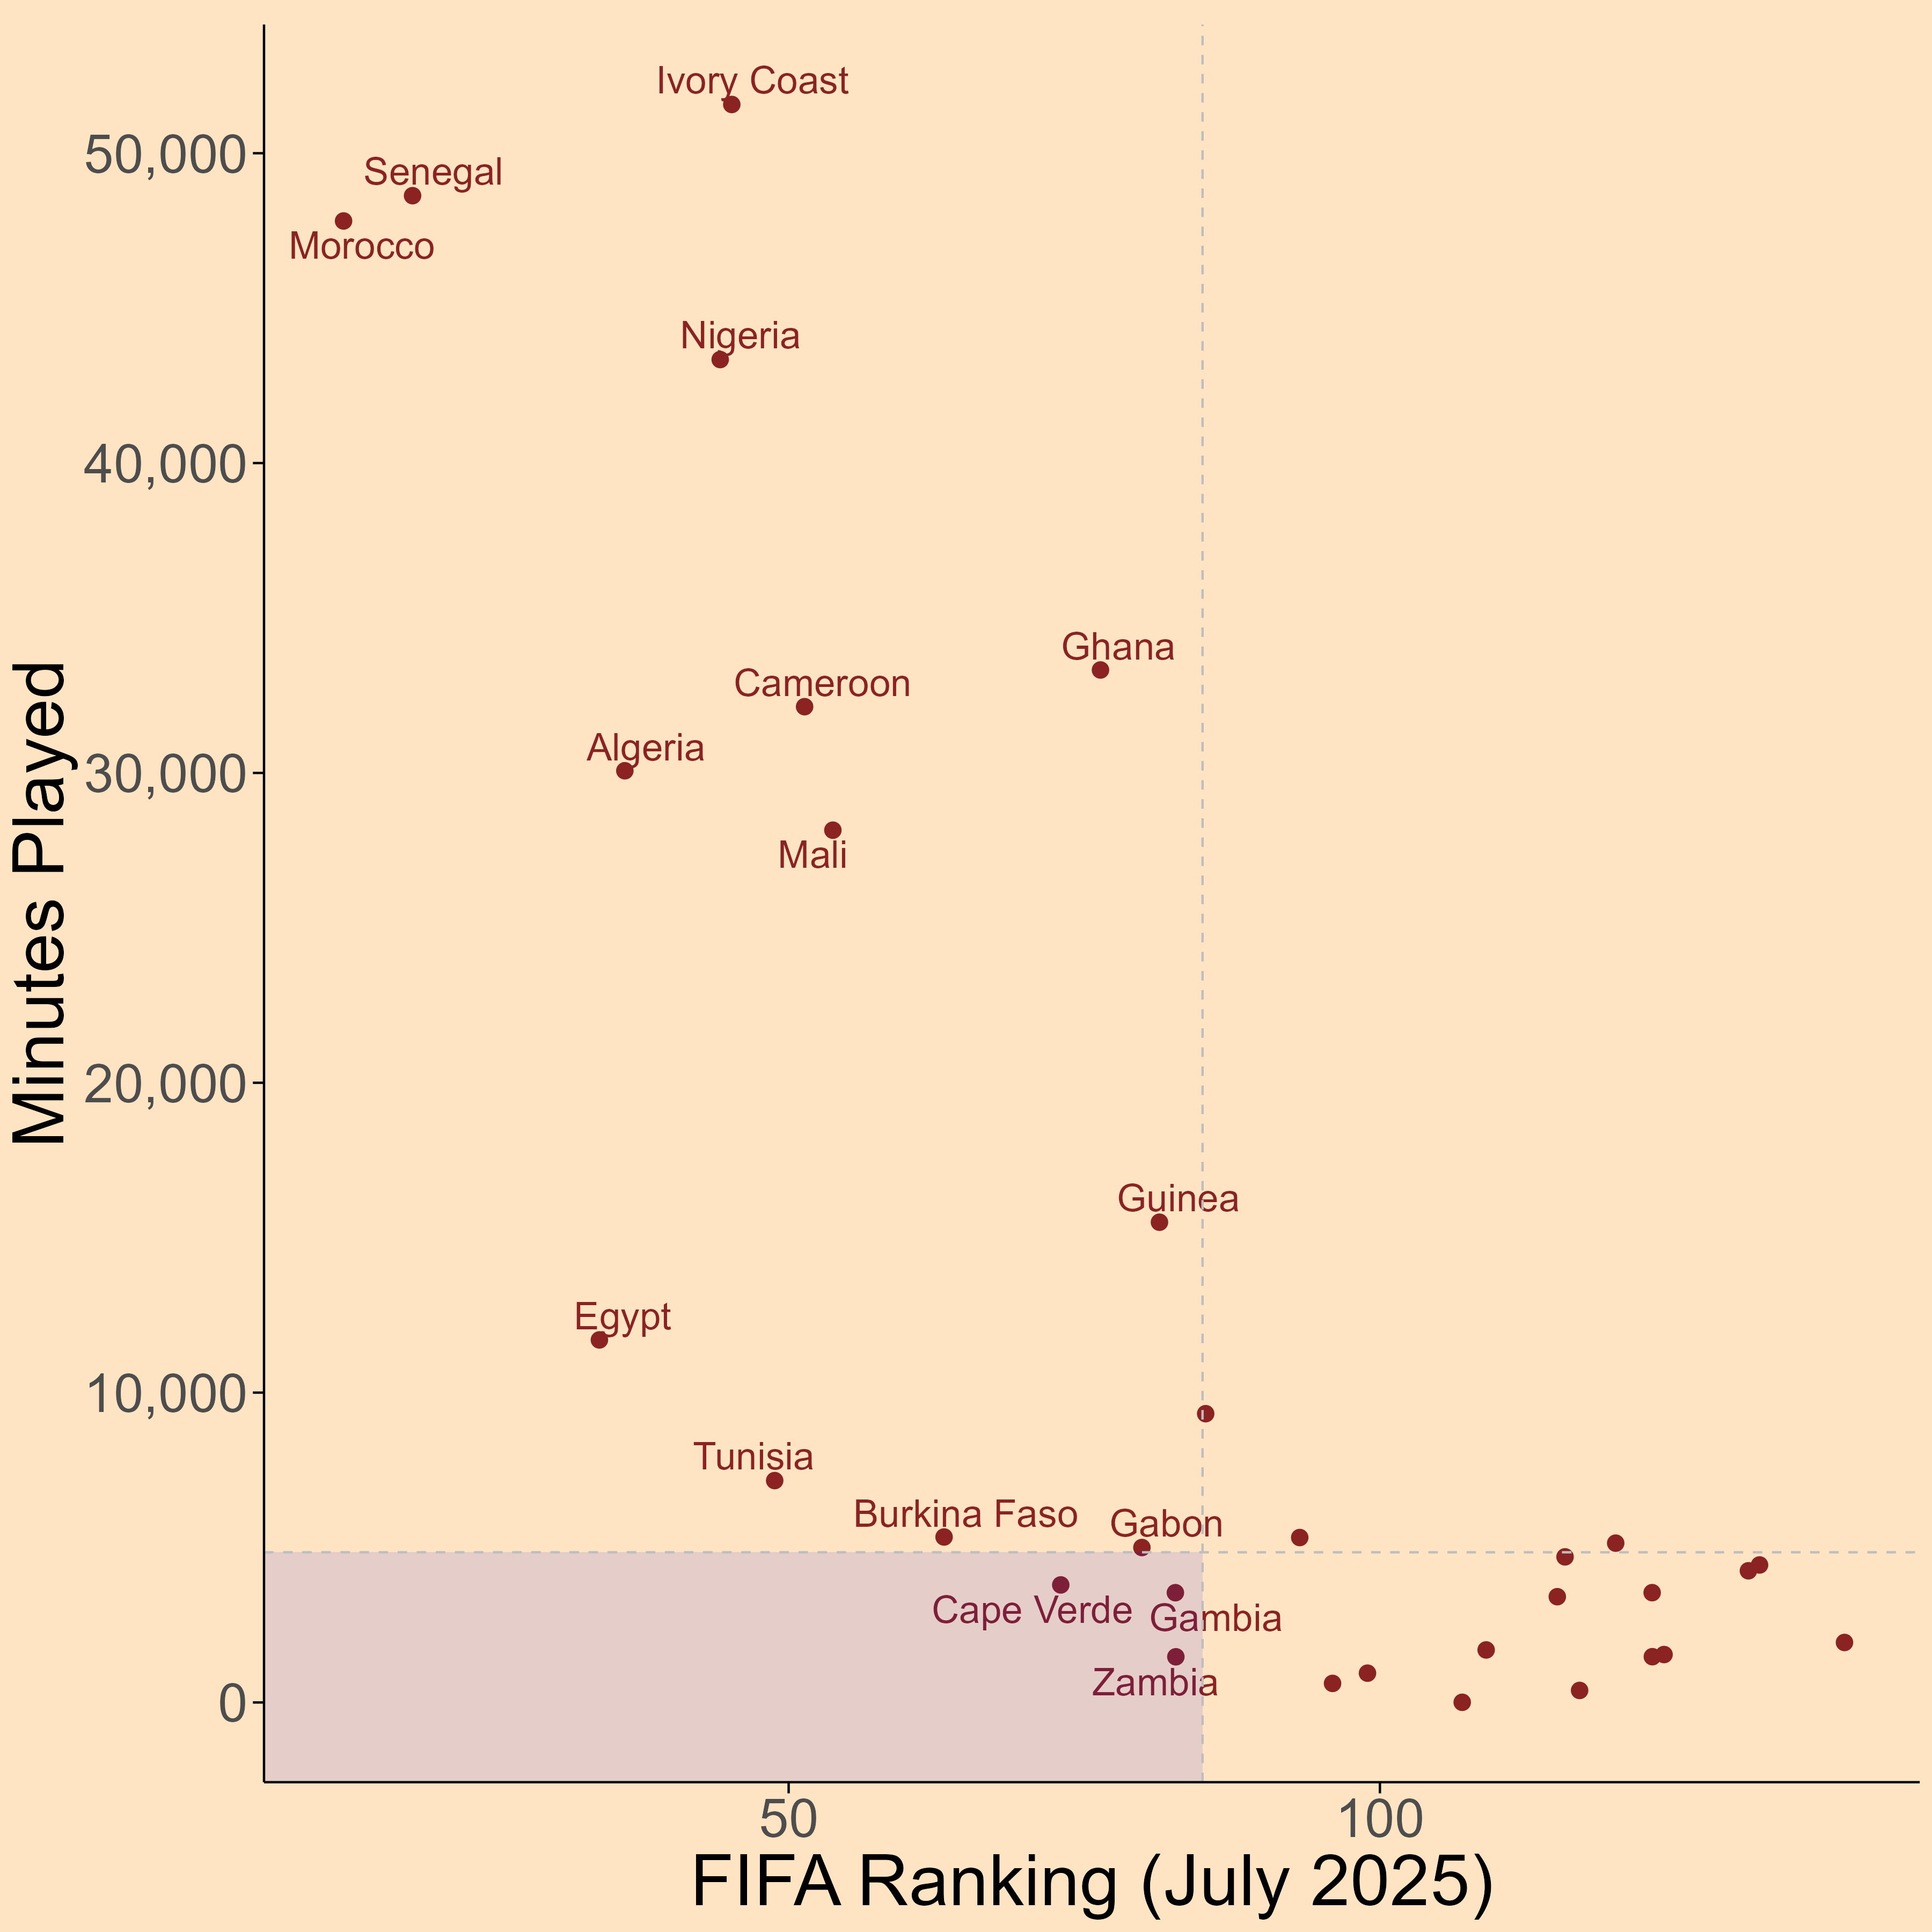 Ivory Coast
50,000
Senegal
Morocco
Nigeria
40,000
Ghana
Cameroon
Algeria
30,000
Mali
Minutes Played
20,000
Guinea
Egypt
10,000
Tunisia
Burkina Faso
Gabon
Cape Verde
Gambia
Zambia
0
50
100
FIFA Ranking (July 2025)